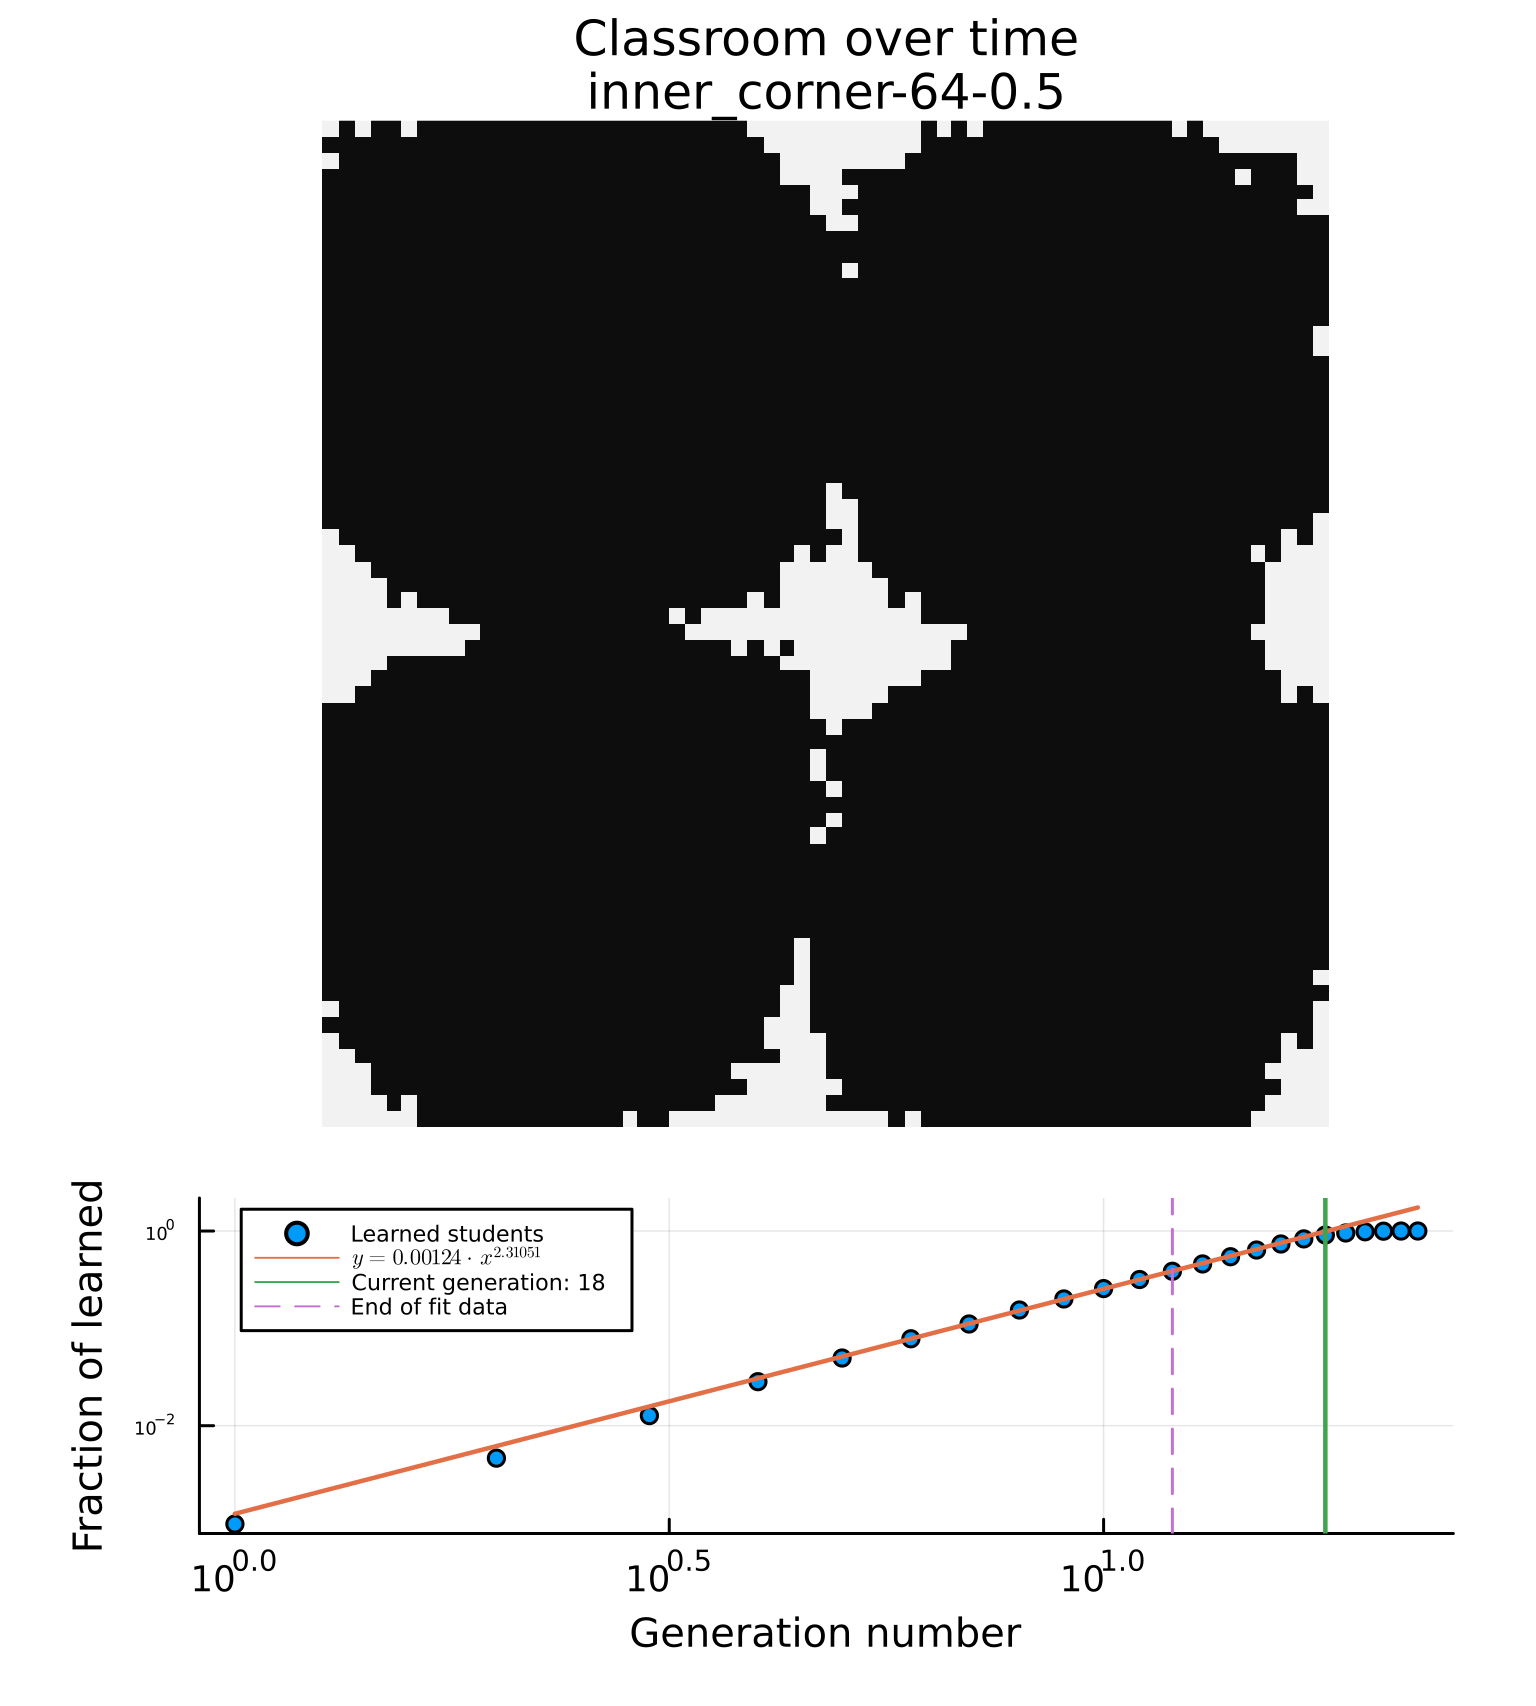 Classroom over time
inner_corner-64-0.5
Fraction of learned
10^0
10^−2
Learned students
y = 0.00124 · x^2.31051
Current generation: 18
End of fit data
10^0.0
10^0.5
10^1.0
Generation number